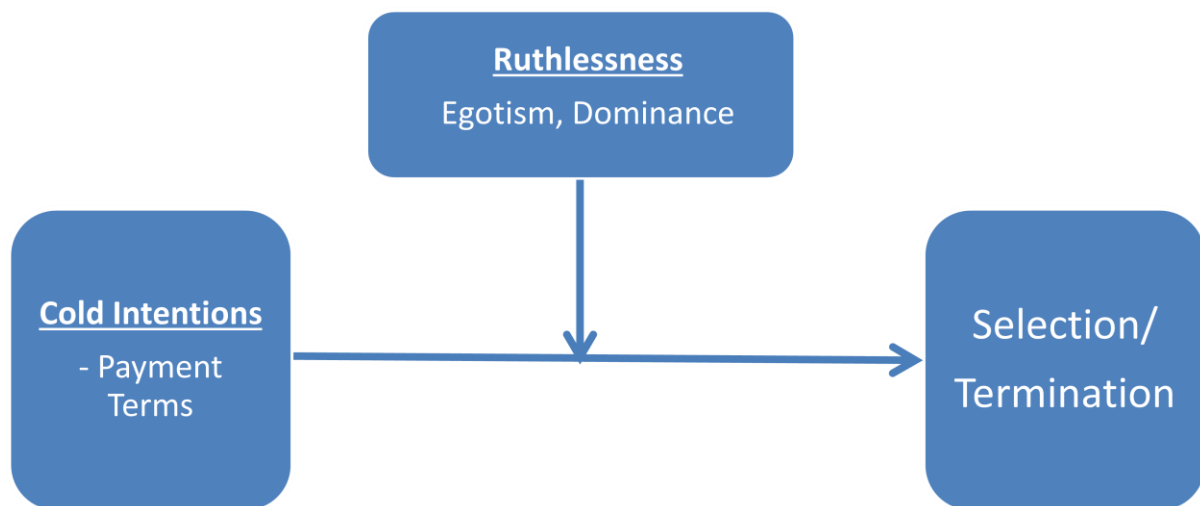 Ruthlessness
Egotism, Dominance
Cold Intentions
- Payment
Terms
Selection/
Termination